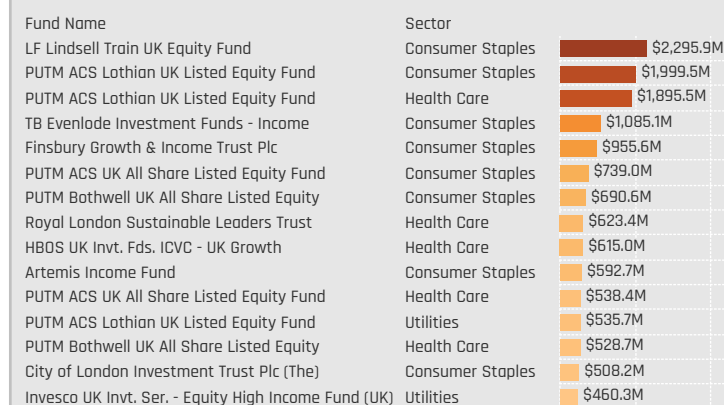 Fund Name Sector
LF Lindsell Train UK Equity Fund Consumer Staples $2,295.9M
PUTM ACS Lothian UK Listed Equity Fund Consumer Staples $1,999.5M
PUTM ACS Lothian UK Listed Equity Fund Health Care $1,895.5M
TB Evenlode Investment Funds - Income Consumer Staples $1,085.1M
Finsbury Growth & Income Trust Plc Consumer Staples $955.6M
PUTM ACS UK All Share Listed Equity Fund Consumer Staples $739.0M
PUTM Bothwell UK All Share Listed Equity Consumer Staples $690.6M
Royal London Sustainable Leaders Trust Health Care $623.4M
HBOS UK Invt. Fds. ICVC - UK Growth Health Care $615.0M
Artemis Income Fund Consumer Staples $592.7M
PUTM ACS UK All Share Listed Equity Fund Health Care $538.4M
PUTM ACS Lothian UK Listed Equity Fund Utilities $535.7M
PUTM Bothwell UK All Share Listed Equity Health Care $528.7M
City of London Investment Trust Plc (The) Consumer Staples $508.2M
Invesco UK Invt. Ser. - Equity High Income Fund (UK) Utilities $460.3M